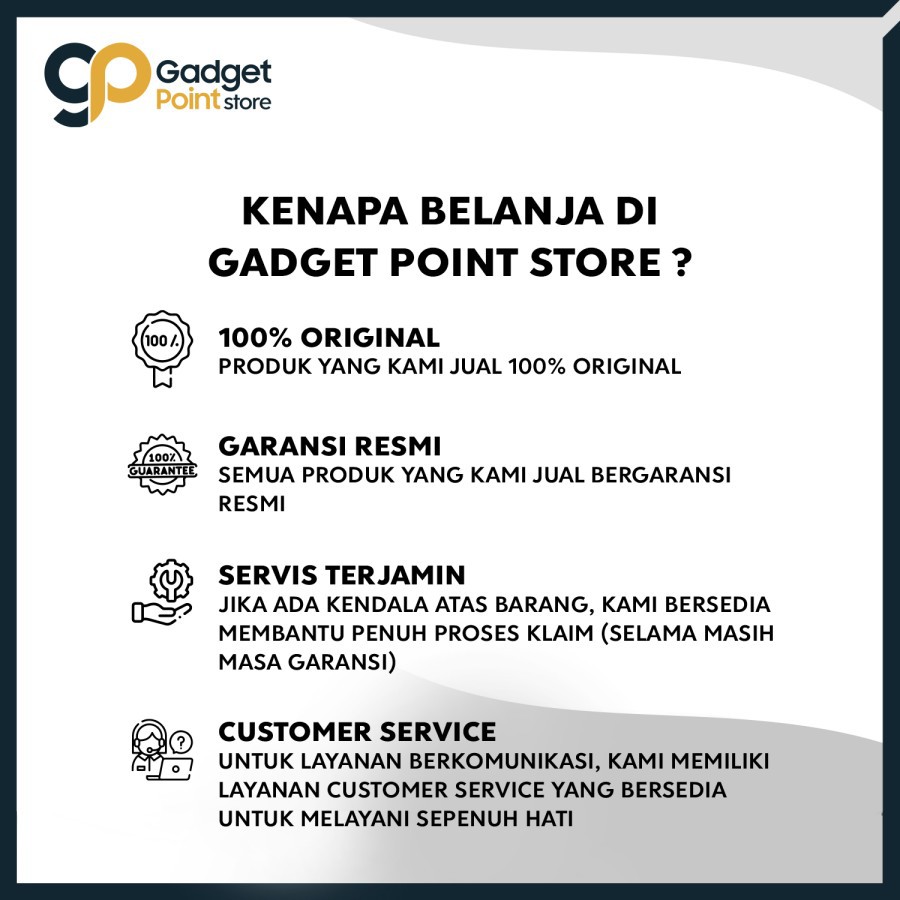 gp Gadget
Point store
KENAPA BELANJA DI
GADGET POINT STORE ?
100%
100% ORIGINAL
PRODUK YANG KAMI JUAL 100% ORIGINAL
100%
GUARANTEE
GARANSI RESMI
SEMUA PRODUK YANG KAMI JUAL BERGARANSI
RESMI
SERVIS TERJAMIN
JIKA ADA KENDALA ATAS BARANG, KAMI BERSEDIA
MEMBANTU PENUH PROSES KLAIM (SELAMA MASIH
MASA GARANSI)
?
CUSTOMER SERVICE
UNTUK LAYANAN BERKOMUNIKASI, KAMI MEMILIKI
LAYANAN CUSTOMER SERVICE YANG BERSEDIA
UNTUK MELAYANI SEPENUH HATI